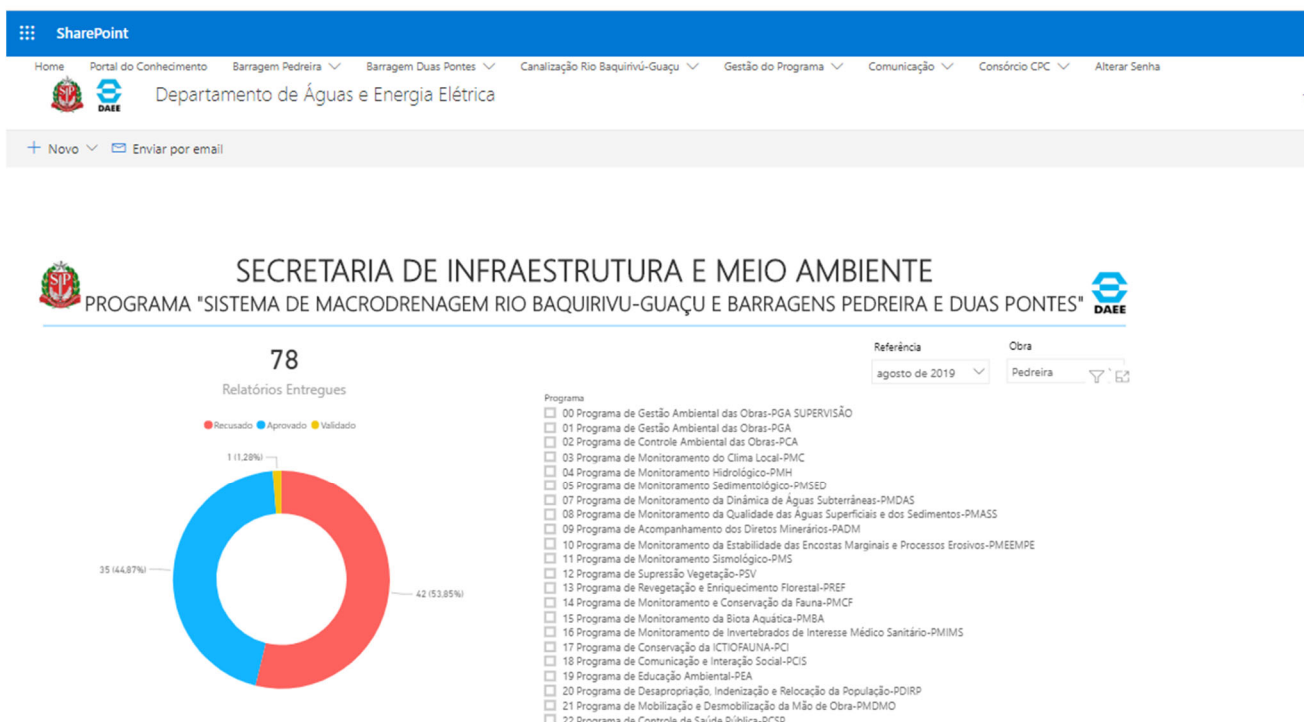 SharePoint
Home Portal do Conhecimento Barragem Pedreira Barragem Duas Pontes Canalização Rio Baquirivú-Guaçu Gestão do Programa Comunicação Consórcio CPC Alterar Senha
DAEE Departamento de Águas e Energia Elétrica
Novo Enviar por email
SECRETARIA DE INFRAESTRUTURA E MEIO AMBIENTE
PROGRAMA "SISTEMA DE MACRODRENAGEM RIO BAQUIRIVU-GUAÇU E BARRAGENS PEDREIRA E DUAS PONTES"
DAEE
78
Relatórios Entregues
Recusado Aprovado Validado
1 (1,28%)
35 (44,87%)
42 (53,85%)
Referência Obra
agosto de 2019 Pedreira
Programa
00 Programa de Gestão Ambiental das Obras-PGA SUPERVISÃO
01 Programa de Gestão Ambiental das Obras-PGA
02 Programa de Controle Ambiental das Obras-PCA
03 Programa de Monitoramento do Clima Local-PMC
04 Programa de Monitoramento Hidrológico-PMH
05 Programa de Monitoramento Sedimentológico-PMSED
07 Programa de Monitoramento da Dinâmica de Águas Subterrâneas-PMDAS
08 Programa de Monitoramento da Qualidade das Águas Superficiais e dos Sedimentos-PMASS
09 Programa de Acompanhamento dos Diretos Minerários-PADM
10 Programa de Monitoramento da Estabilidade das Encostas Marginais e Processos Erosivos-PMEEMPE
11 Programa de Monitoramento Sismológico-PMS
12 Programa de Supressão Vegetação-PSV
13 Programa de Revegetação e Enriquecimento Florestal-PREF
14 Programa de Monitoramento e Conservação da Fauna-PMCF
15 Programa de Monitoramento da Biota Aquática-PMBA
16 Programa de Monitoramento de Invertebrados de Interesse Médico Sanitário-PMIMS
17 Programa de Conservação da ICTIOFAUNA-PCI
18 Programa de Comunicação e Interação Social-PCIS
19 Programa de Educação Ambiental-PEA
20 Programa de Desapropriação, Indenização e Relocação da População-PDIRP
21 Programa de Mobilização e Desmobilização da Mão de Obra-PMDMO
22 Programa de Controle de Saúde Pública-PCSP